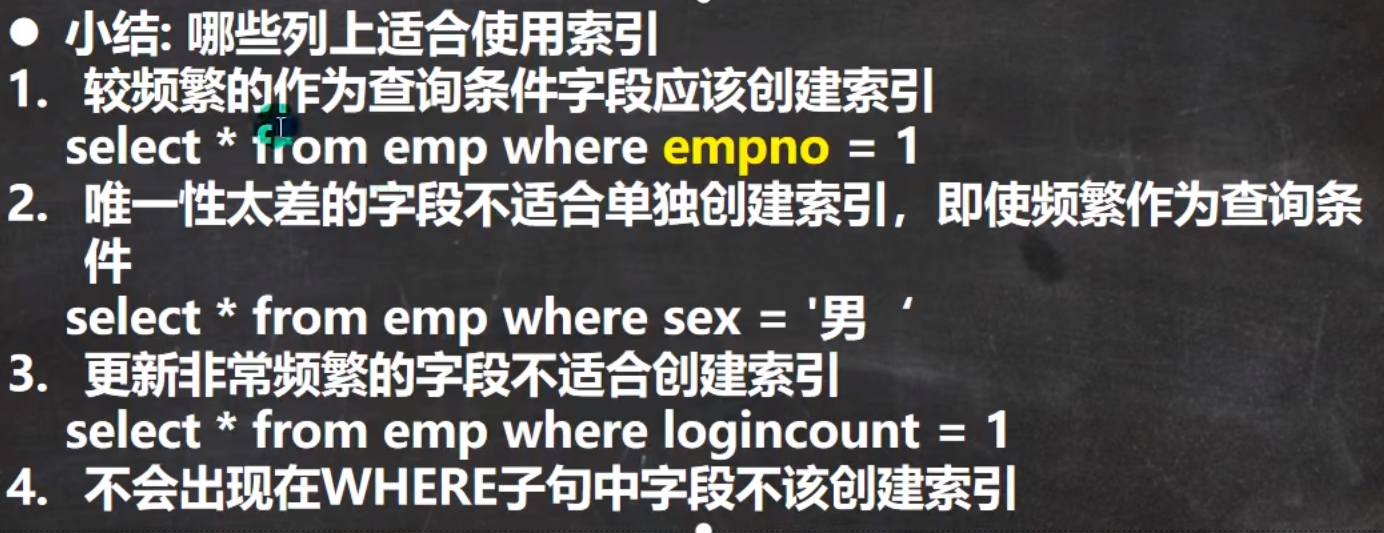 ● 小结: 哪些列上适合使用索引
1. 较频繁的作为查询条件字段应该创建索引
select * from emp where empno = 1
2. 唯一性太差的字段不适合单独创建索引，即使频繁作为查询条
件
select * from emp where sex = '男 ‘
3. 更新非常频繁的字段不适合创建索引
select * from emp where logincount = 1
4. 不会出现在WHERE子句中字段不该创建索引